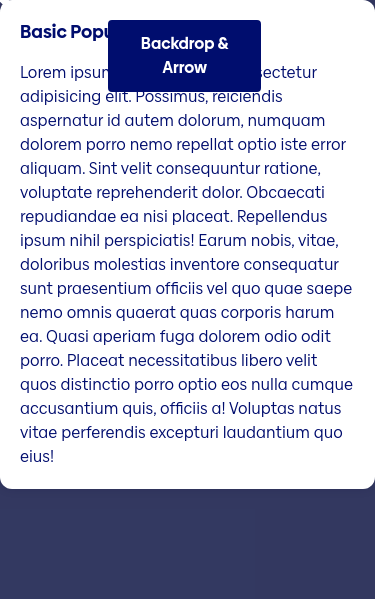 Basic Popu
Backdrop &
Arrow
Lorem ipsum sectetur
adipisicing elit. Possimus, reiciendis
aspernatur id autem dolorum, numquam
dolorem porro nemo repellat optio iste error
aliquam. Sint velit consequuntur ratione,
voluptate reprehenderit dolor. Obcaecati
repudiandae ea nisi placeat. Repellendus
ipsum nihil perspiciatis! Earum nobis, vitae,
doloribus molestias inventore consequatur
sunt praesentium officiis vel quo quae saepe
nemo omnis quaerat quas corporis harum
ea. Quasi aperiam fuga dolorem odio odit
porro. Placeat necessitatibus libero velit
quos distinctio porro optio eos nulla cumque
accusantium quis, officiis a! Voluptas natus
vitae perferendis excepturi laudantium quo
eius!